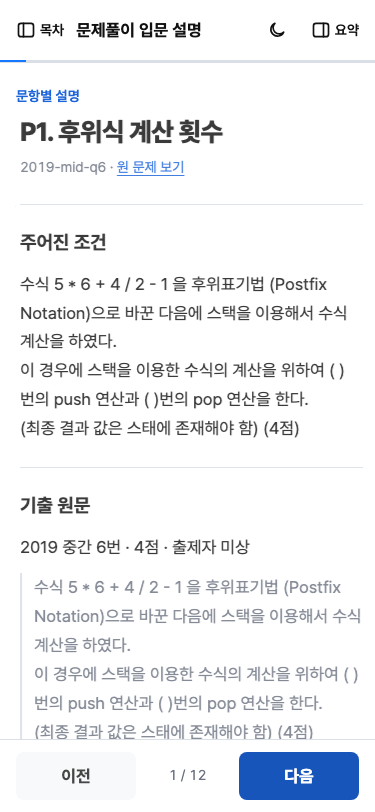 목차 문제풀이 입문 설명 요약
문항별 설명
P1. 후위식 계산 횟수
2019-mid-q6 · 원 문제 보기
주어진 조건
수식 5 * 6 + 4 / 2 - 1 을 후위표기법 (Postfix
Notation)으로 바꾼 다음에 스택을 이용해서 수식
계산을 하였다.
이 경우에 스택을 이용한 수식의 계산을 위하여 ( )
번의 push 연산과 ( )번의 pop 연산을 한다.
(최종 결과 값은 스태에 존재해야 함) (4점)
기출 원문
2019 중간 6번 · 4점 · 출제자 미상
수식 5 * 6 + 4 / 2 - 1 을 후위표기법 (Postfix
Notation)으로 바꾼 다음에 스택을 이용해서 수식
계산을 하였다.
이 경우에 스택을 이용한 수식의 계산을 위하여 ( )
번의 push 연산과 ( )번의 pop 연산을 한다.
(최종 결과 값은 스태에 존재해야 함) (4점)
이전 1 / 12 다음